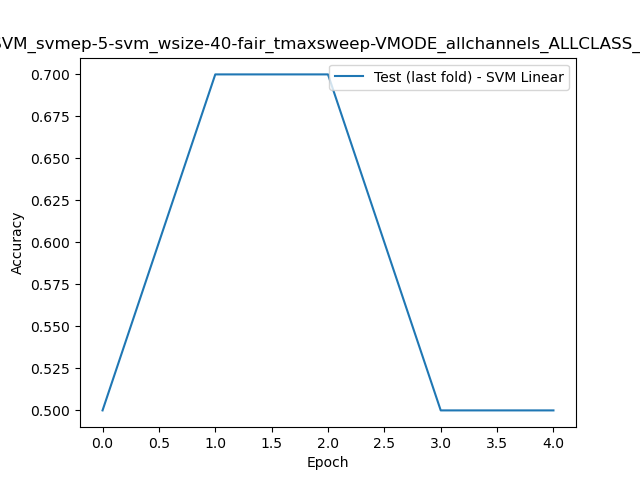 SVM_svmep-5-svm_wsize-40-fair_tmaxsweep-VMODE_allchannels_ALLCLASS_
Test (last fold) - SVM Linear
0.700
0.675
0.650
0.625
0.600
0.575
0.550
0.525
0.500
Accuracy
0.0 0.5 1.0 1.5 2.0 2.5 3.0 3.5 4.0
Epoch